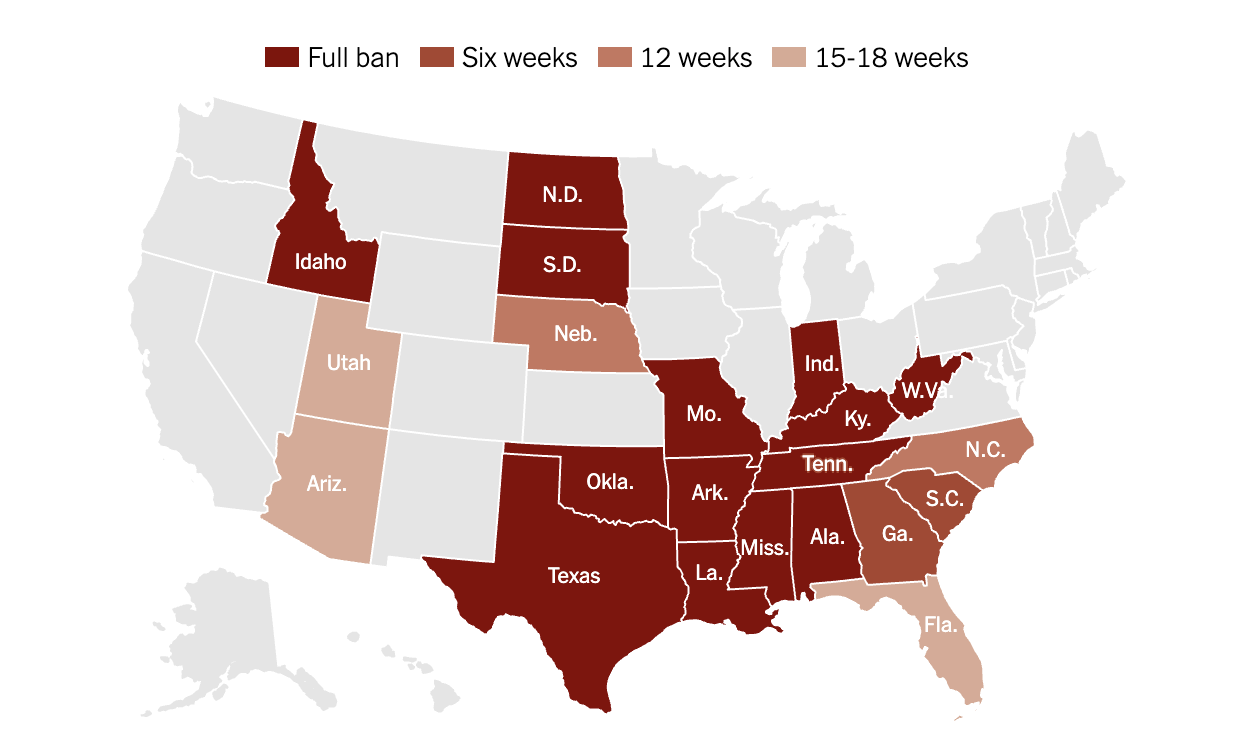 Full ban
Six weeks
12 weeks
15-18 weeks
N.D.
Idaho
S.D.
Neb.
Utah
Ind.
W.Va.
Mo.
Ky.
N.C.
Tenn.
Ariz.
Okla.
Ark.
S.C.
Ga.
Ala.
Miss.
La.
Texas
Fla.